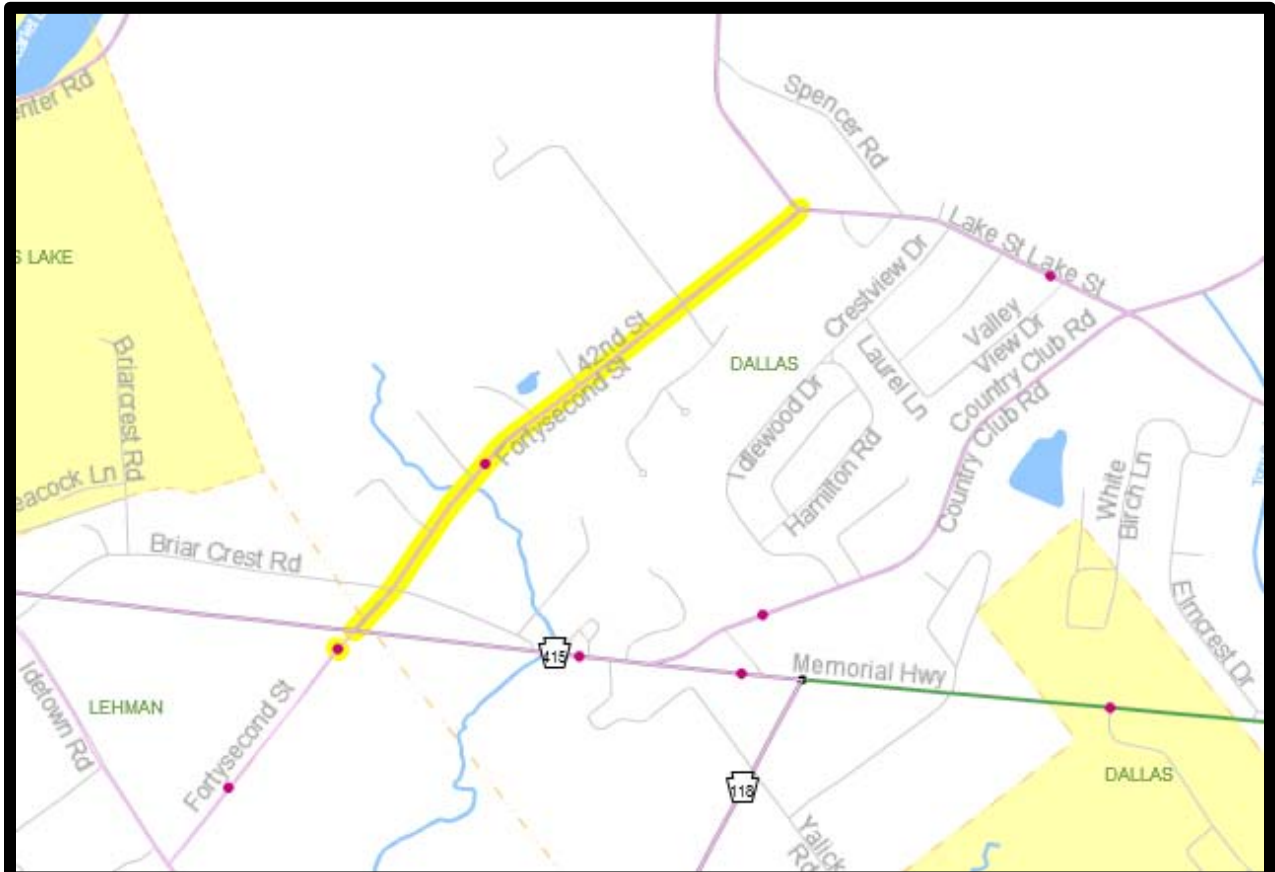 enter Rd
Spencer Rd
S LAKE
Lake St Lake St
Crestview Dr
42nd St
Fortysecond St
DALLAS
Valley
View Dr
Laurel Ln
Country Club Rd
Country Club Rd
Idlewood Dr
Hamilton Rd
Briarcrest Rd
eacock Ln
White
Birch Ln
Briar Crest Rd
Elmcrest Dr
415
Memorial Hwy
Idetown Rd
LEHMAN
Fortysecond St
118
DALLAS
Yalick
Rd